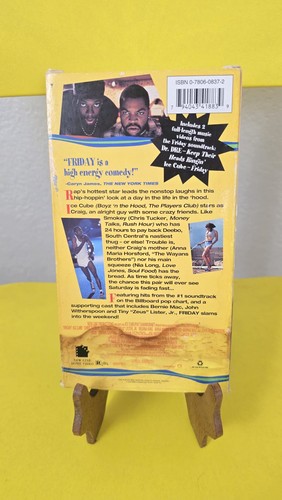 ISBN 0-7806-0837-2
7 94043 41883 9
Includes 2
full-length music
videos from
the Friday soundtrack:
Dr. DRE - Keep Their
Heads Ringin'
Ice Cube - Friday
"FRIDAY is a
high energy comedy!"
-Caryn James, THE NEW YORK TIMES
Rap's hottest star leads the nonstop laughs in this
hip-hoppin' look at a day in the life in the 'hood.
Ice Cube (Boyz 'n the Hood, The Players Club) stars as
Craig, an alright guy with some crazy friends. Like
Smokey (Chris Tucker, Money
Talks, Rush Hour) who has
24 hours to pay back Deebo,
South Central's nastiest
thug - or else! Trouble is,
neither Craig's mother (Anna
Maria Horsford, "The Wayans
Brothers") nor his main
squeeze (Nia Long, Love
Jones, Soul Food) has the
bread. As time ticks away,
the chance this pair will ever see
Saturday is fading fast...
Featuring hits from the #1 soundtrack
on the Billboard pop chart, and a
supporting cast that includes Bernie Mac, John
Witherspoon and Tiny "Zeus" Lister, Jr., FRIDAY slams
into the weekend!
NEW LINE
HOME VIDEO
R